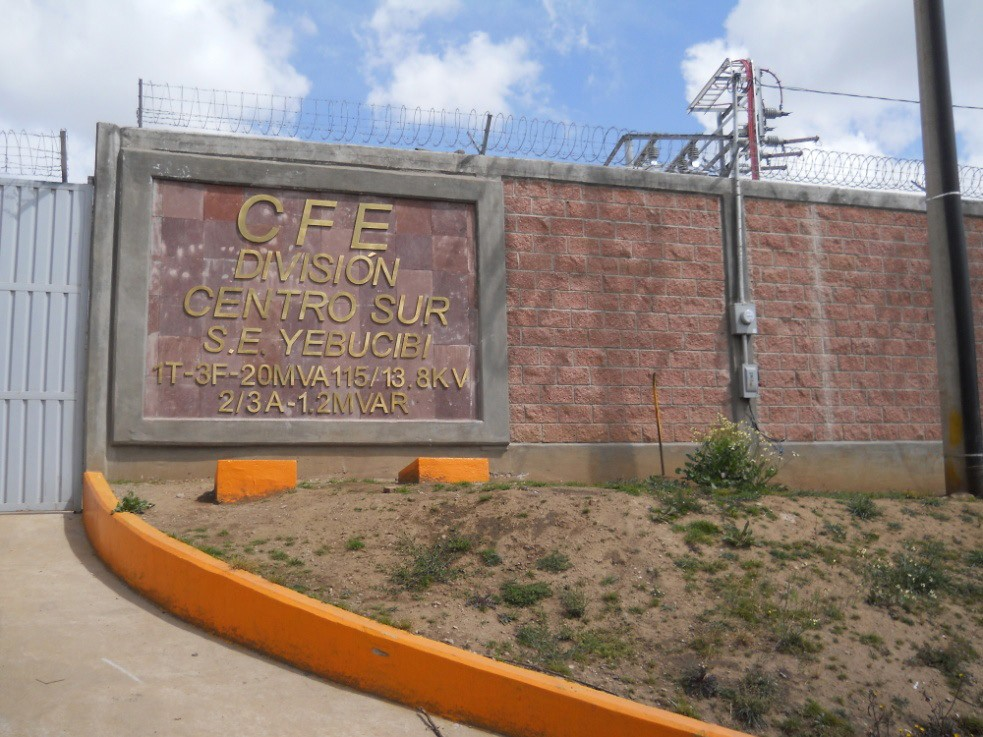 CFE
DIVISIÓN
CENTRO SUR
S.E. YEBUCIBI
1T-3F-20MVA115/13.8KV
2/3A-1.2MVAR